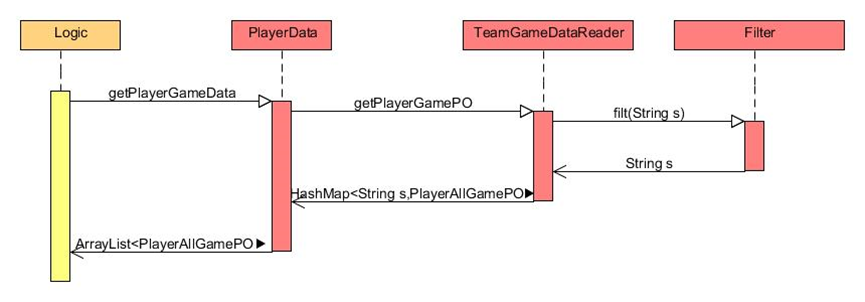 Logic
PlayerData
TeamGameDataReader
Filter
getPlayerGameData
getPlayerGamePO
filt(String s)
String s
HashMap<String s,PlayerAllGamePO
ArrayList<PlayerAllGamePO